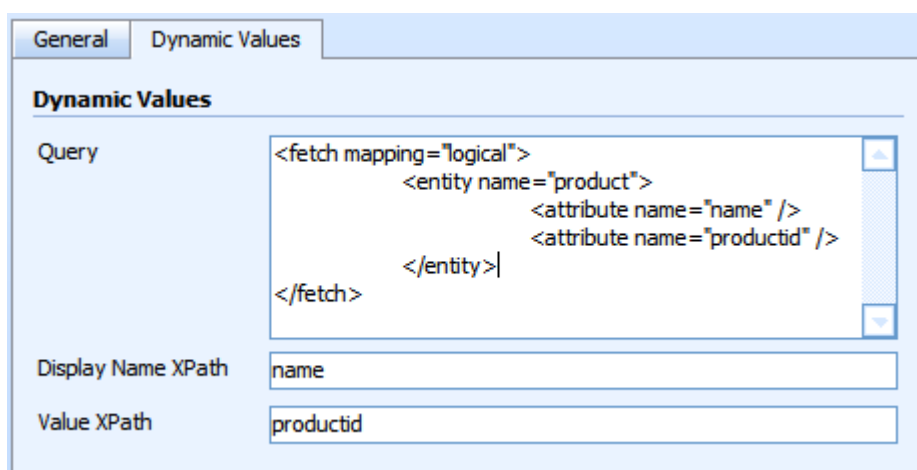 General Dynamic Values
Dynamic Values
Query
<fetch mapping="logical">
<entity name="product">
<attribute name="name" />
<attribute name="productid" />
</entity>
</fetch>
Display Name XPath name
Value XPath productid